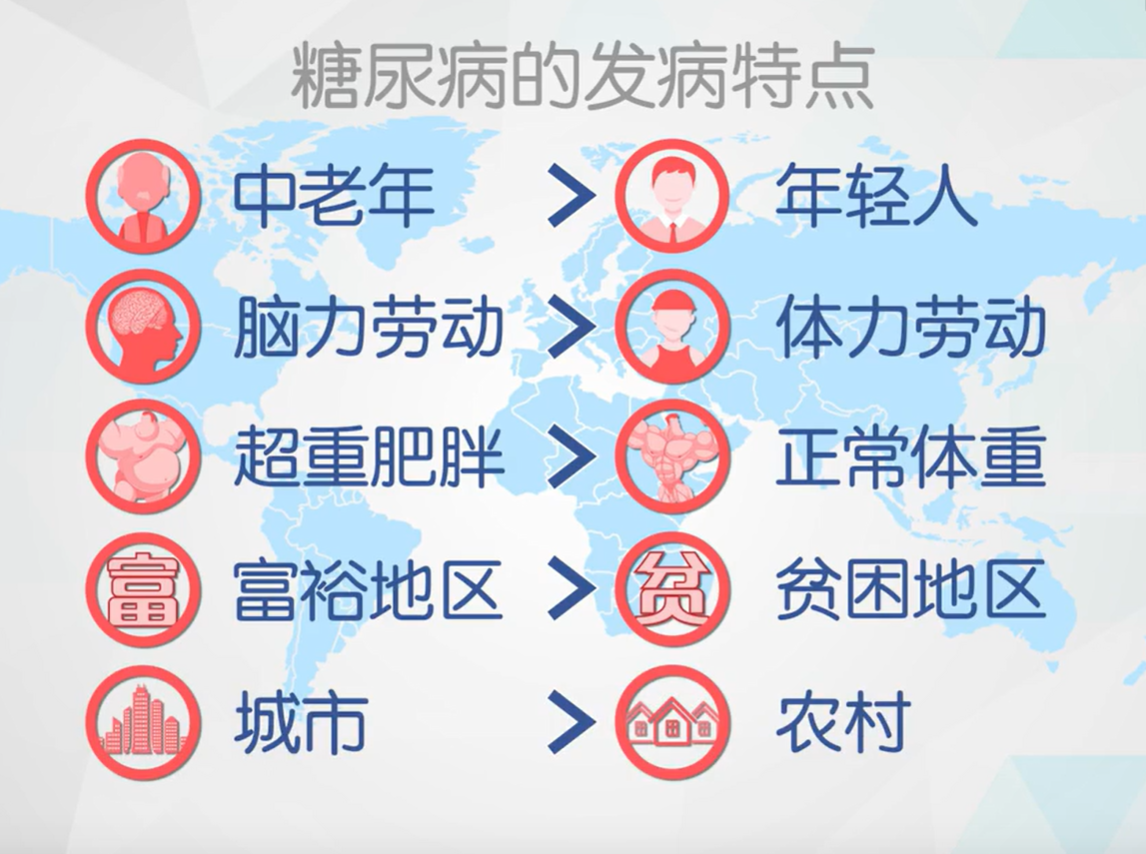 糖尿病的发病特点
中老年 > 年轻人
脑力劳动 > 体力劳动
超重肥胖 > 正常体重
富 富裕地区 > 贫 贫困地区
城市 > 农村